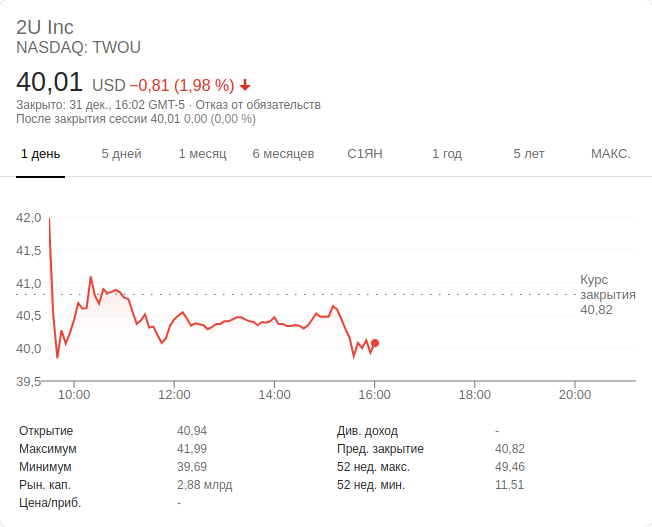 2U Inc
NASDAQ: TWOU
40,01 USD −0,81 (1,98 %)
Закрыто: 31 дек., 16:02 GMT-5 · Отказ от обязательств
После закрытия сессии 40,01 0,00 (0,00 %)
1 день 5 дней 1 месяц 6 месяцев С1ЯН 1 год 5 лет МАКС.
42,0
41,5
41,0
Курс
закрытия
40,82
40,5
40,0
39,5
10:00 12:00 14:00 16:00 18:00 20:00
Открытие 40,94 Див. доход -
Максимум 41,99 Пред. закрытие 40,82
Минимум 39,69 52 нед. макс. 49,46
Рын. кап. 2,88 млрд 52 нед. мин. 11,51
Цена/приб. -